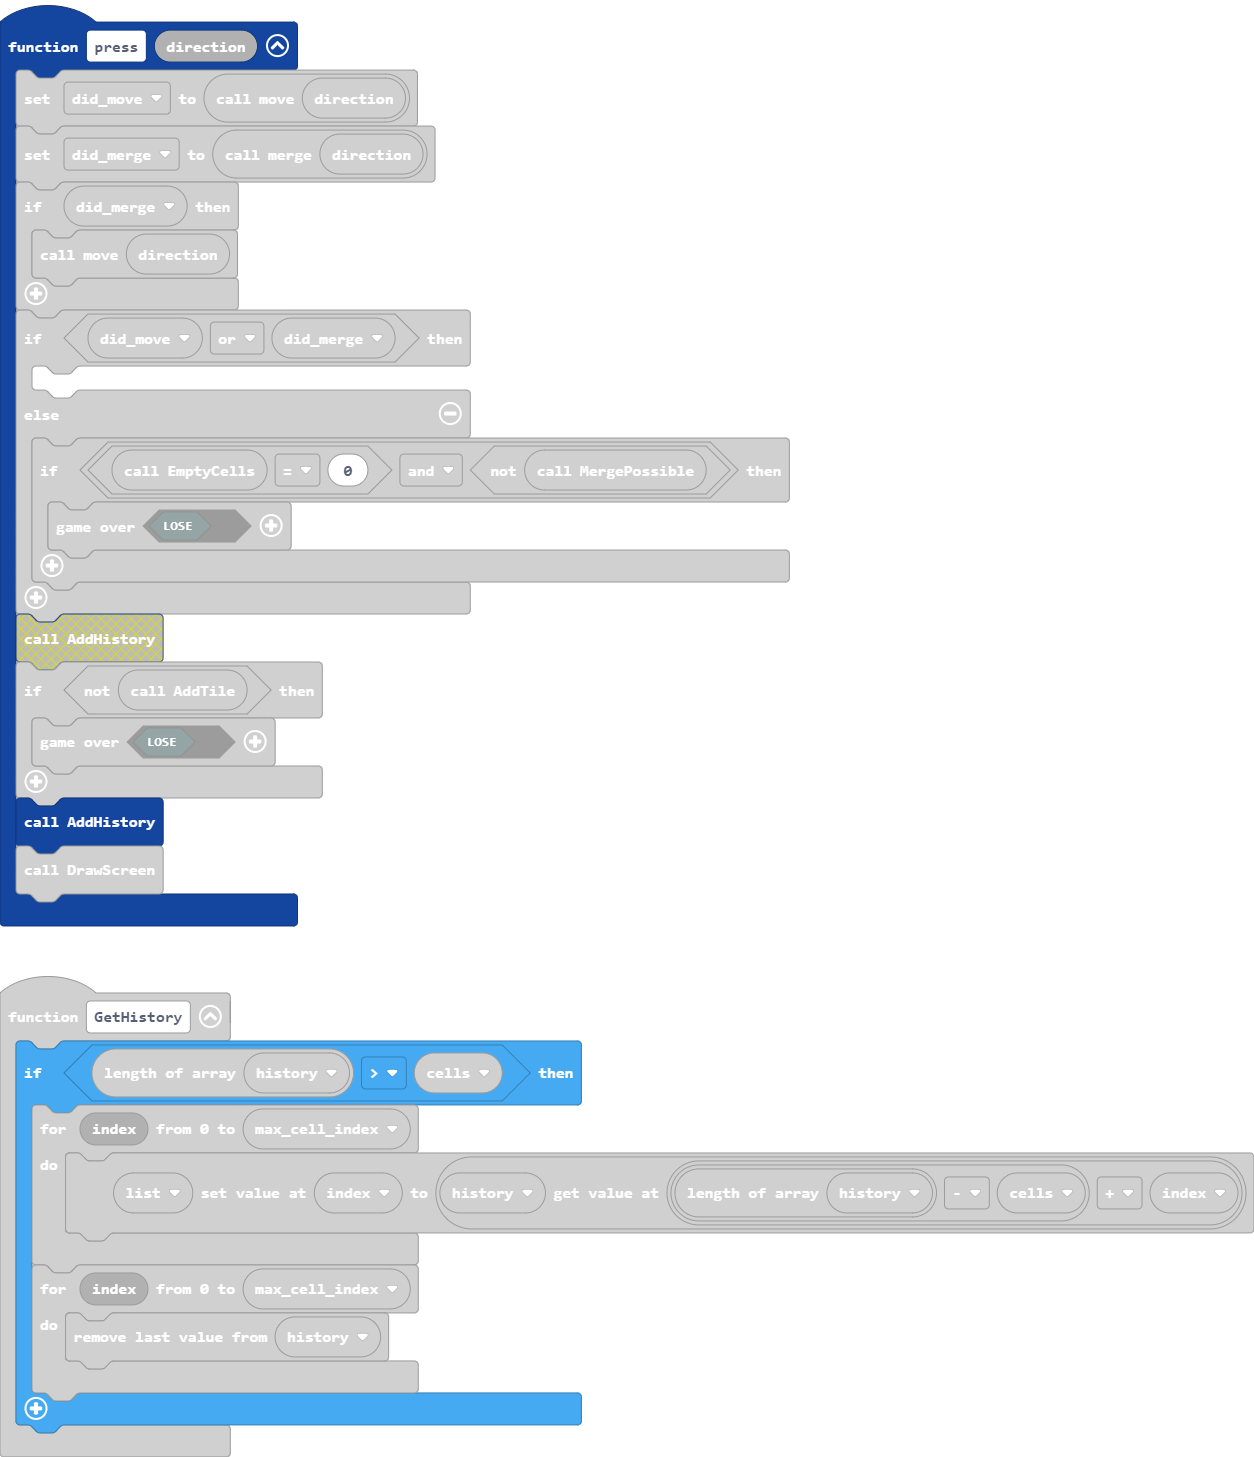 function press direction
set did_move to call move direction
set did_merge to call merge direction
if did_merge then
call move direction
if did_move or did_merge then
else
if call EmptyCells = 0 and not call MergePossible then
game over LOSE
call AddHistory
if not call AddTile then
game over LOSE
call AddHistory
call DrawScreen
function GetHistory
if length of array history > cells then
for index from 0 to max_cell_index
do
list set value at index to history get value at length of array history - cells + index
for index from 0 to max_cell_index
do
remove last value from history